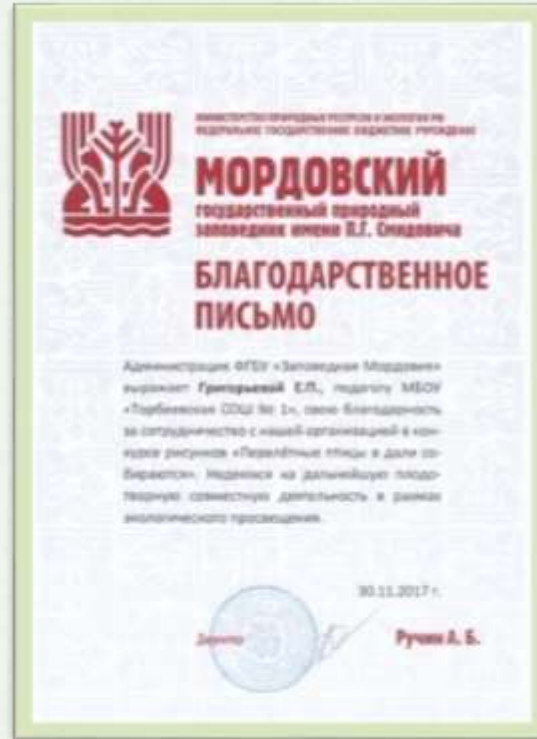 МИНИСТЕРСТВО ПРИРОДНЫХ РЕСУРСОВ И ЭКОЛОГИИ РФ
ФЕДЕРАЛЬНОЕ ГОСУДАРСТВЕННОЕ БЮДЖЕТНОЕ УЧРЕЖДЕНИЕ
МОРДОВСКИЙ
государственный природный
заповедник имени П.Г. Смидовича
БЛАГОДАРСТВЕННОЕ
ПИСЬМО
Администрация ФГБУ «Заповедная Мордовия»
выражает Григорьевой Е.П., педагогу МБОУ
«Торбеевская СОШ № 1», свою благодарность
за сотрудничество с нашей организацией в кон-
курсе рисунков «Перелётные птицы в дали со-
бираются». Надеемся на дальнейшую плодо-
творную совместную деятельность в рамках
экологического просвещения.
30.11.2017 г.
Директор Ручин А. Б.